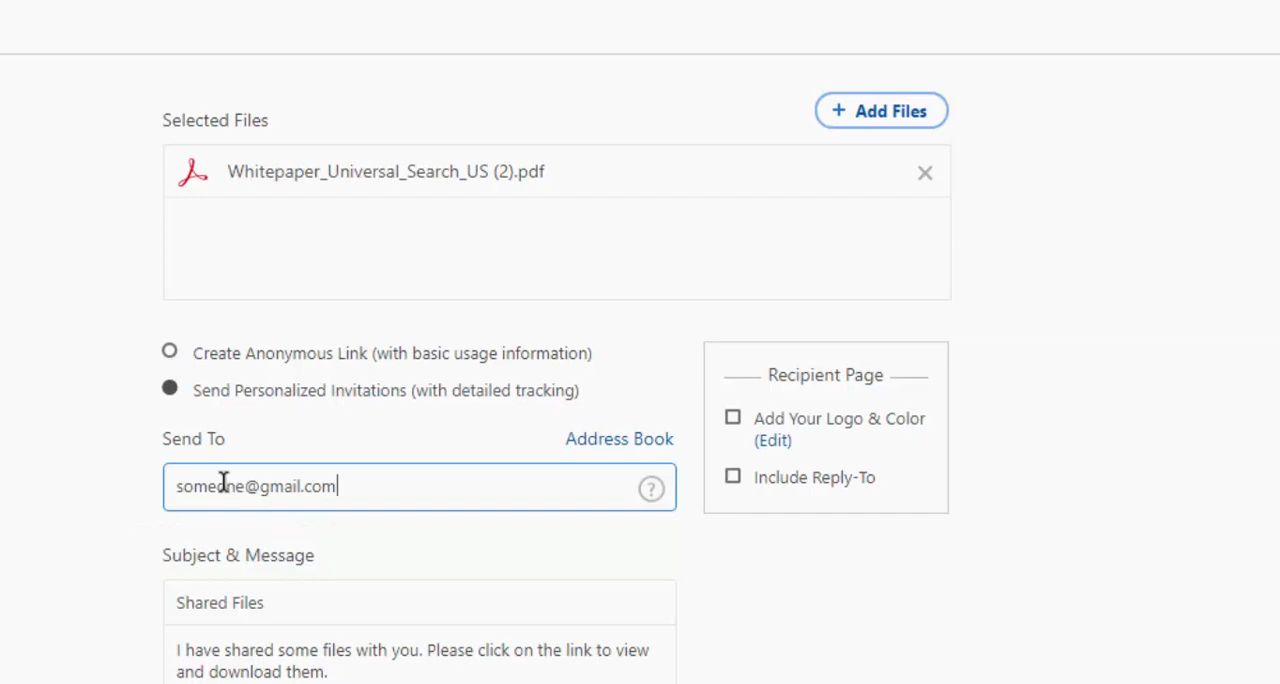 Selected Files
+ Add Files
Whitepaper_Universal_Search_US (2).pdf
Create Anonymous Link (with basic usage information)
Send Personalized Invitations (with detailed tracking)
Recipient Page
Add Your Logo & Color
(Edit)
Include Reply-To
Send To
Address Book
someone@gmail.com
?
Subject & Message
Shared Files
I have shared some files with you. Please click on the link to view
and download them.